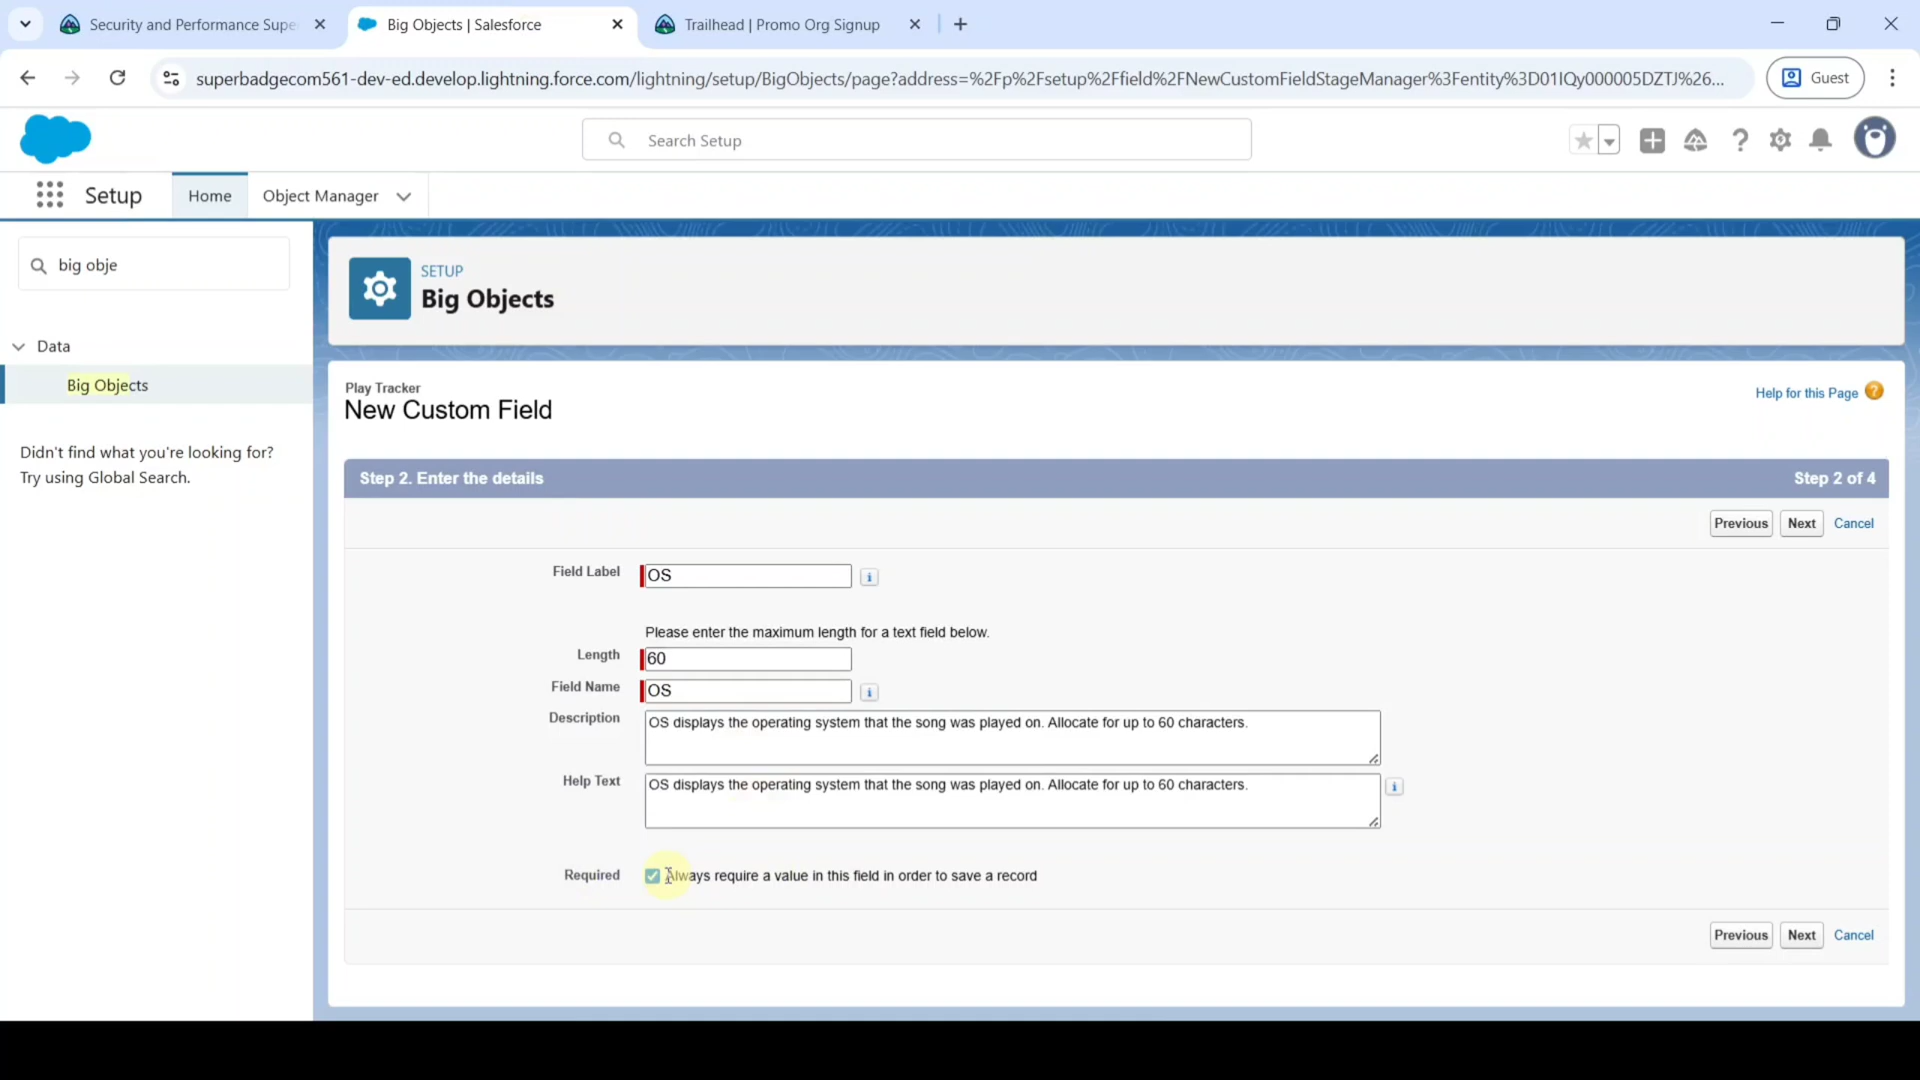 Security and Performance Supe
Big Objects | Salesforce
Trailhead | Promo Org Signup
superbadgecom561-dev-ed.develop.lightning.force.com/lightning/setup/BigObjects/page?address=%2Fp%2Fsetup%2Ffield%2FNewCustomFieldStageManager%3Fentity%3D01IQy000005DZTJ%26...
Guest
Search Setup
Setup
Home
Object Manager
big obje
Data
Big Objects
Didn't find what you're looking for?
Try using Global Search.
SETUP
Big Objects
Play Tracker
New Custom Field
Help for this Page
Step 2. Enter the details
Step 2 of 4
Previous
Next
Cancel
Field Label
OS
Please enter the maximum length for a text field below.
Length
60
Field Name
OS
Description
OS displays the operating system that the song was played on. Allocate for up to 60 characters.
Help Text
OS displays the operating system that the song was played on. Allocate for up to 60 characters.
Required
Always require a value in this field in order to save a record
Previous
Next
Cancel